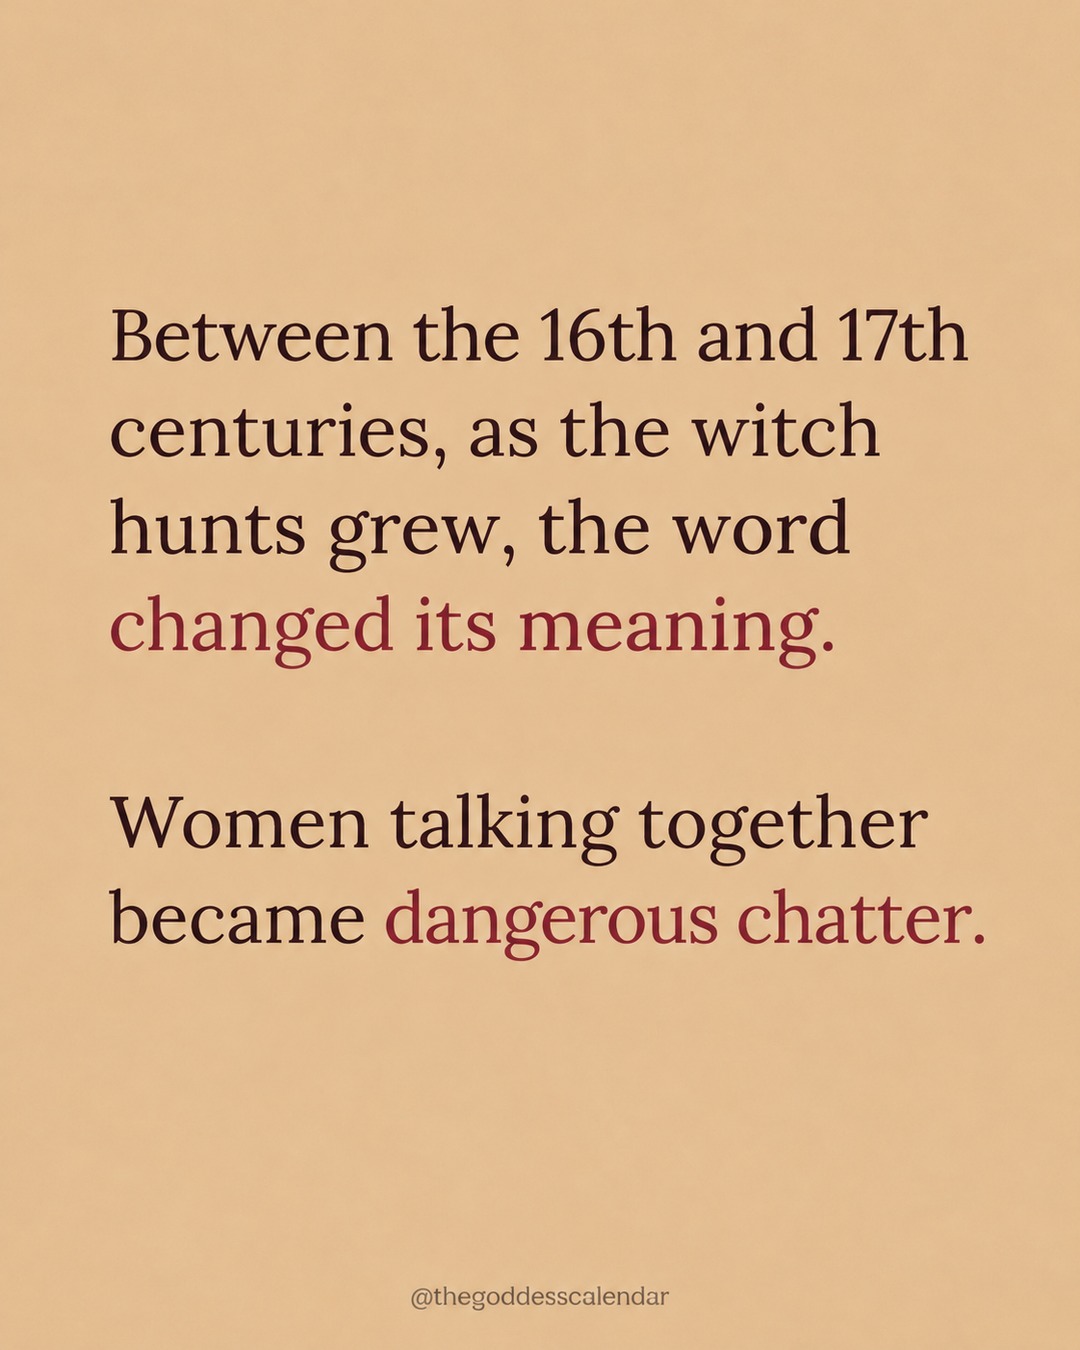 Between the 16th and 17th
centuries, as the witch
hunts grew, the word
changed its meaning.
Women talking together
became dangerous chatter.
@thegoddesscalendar